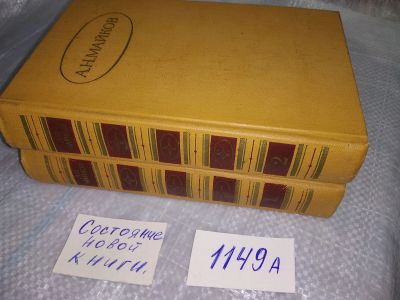 А.Н.МАЙКОВ
2
1
Состояние
новой
книги.
1149А